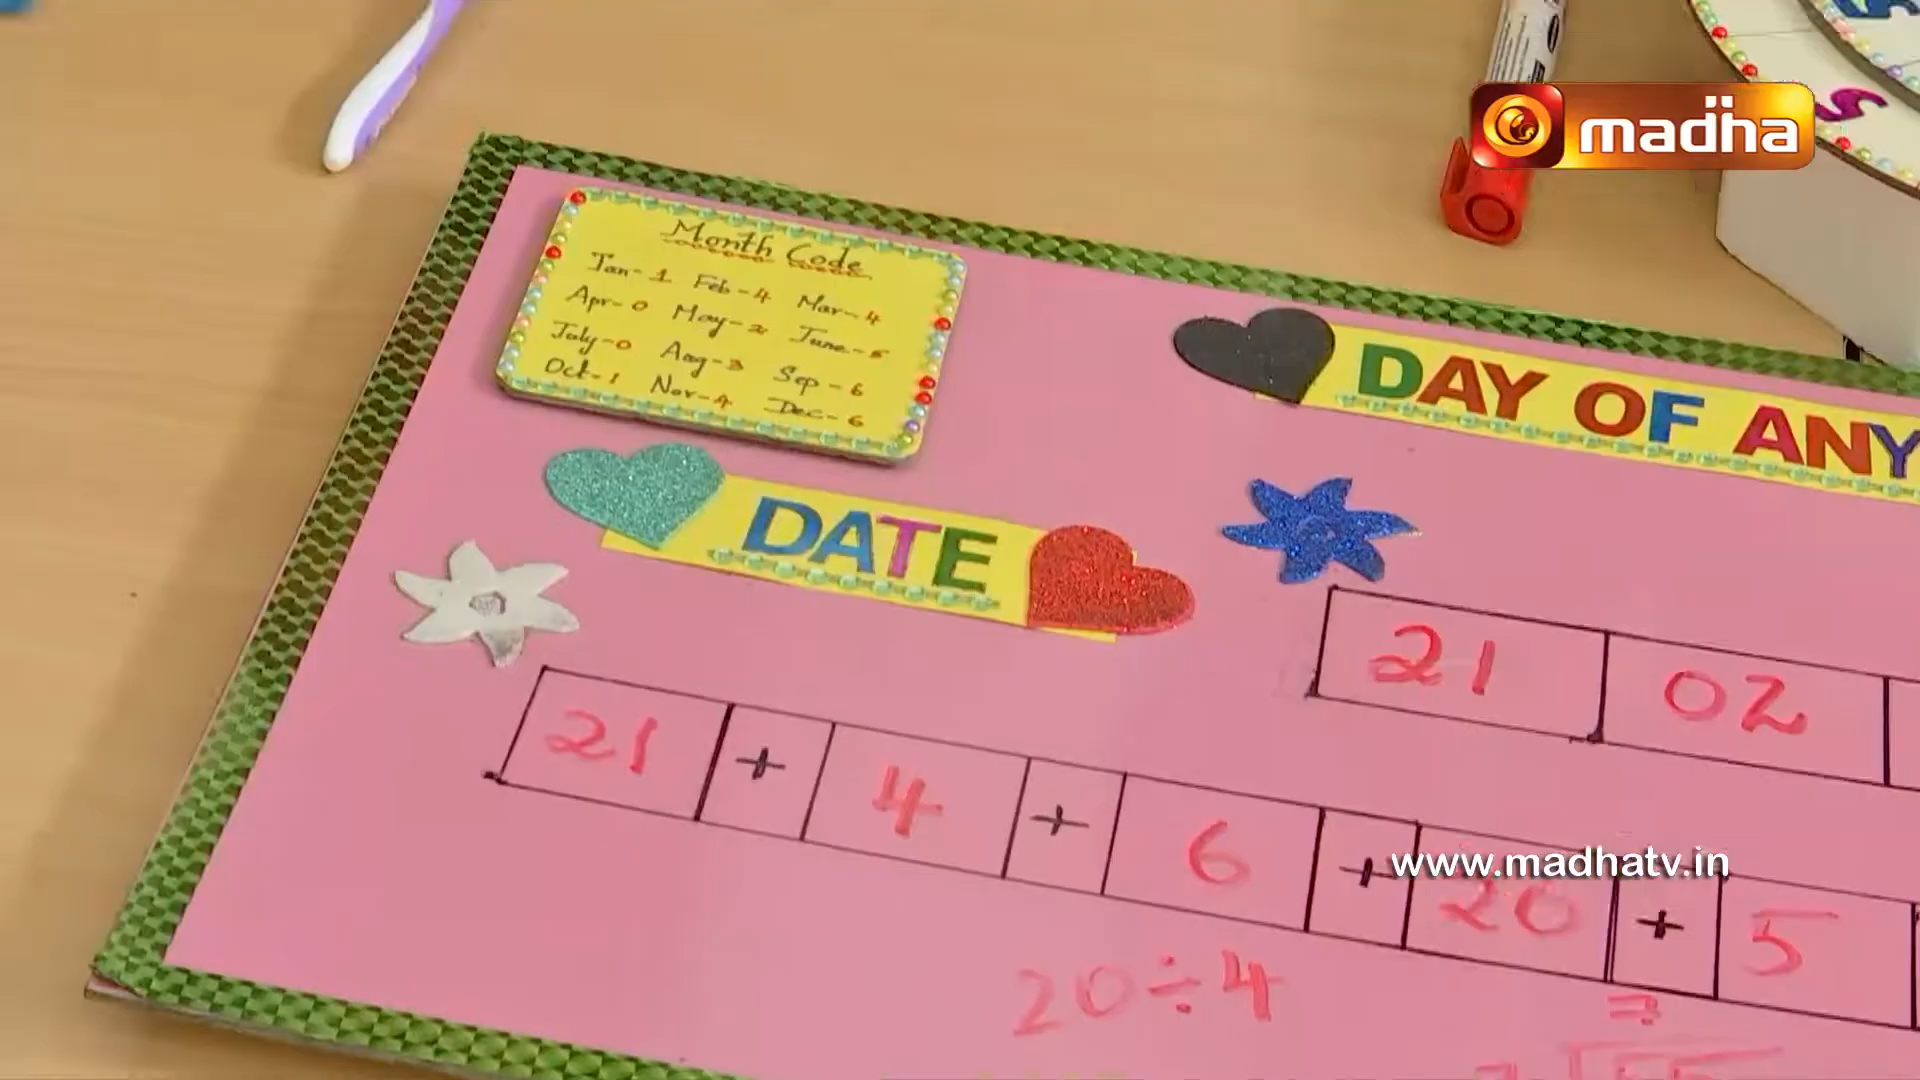 madha
Month Code
Jan-1 Feb-4 Mar-4
Apr-0 May-2 June-5
July-0 Aug-3 Sep-6
Oct-1 Nov-4 Dec-6
DAY OF ANY
DATE
21 02
21 + 4 + 6 + 20 + 5
www.madhatv.in
20÷4
7